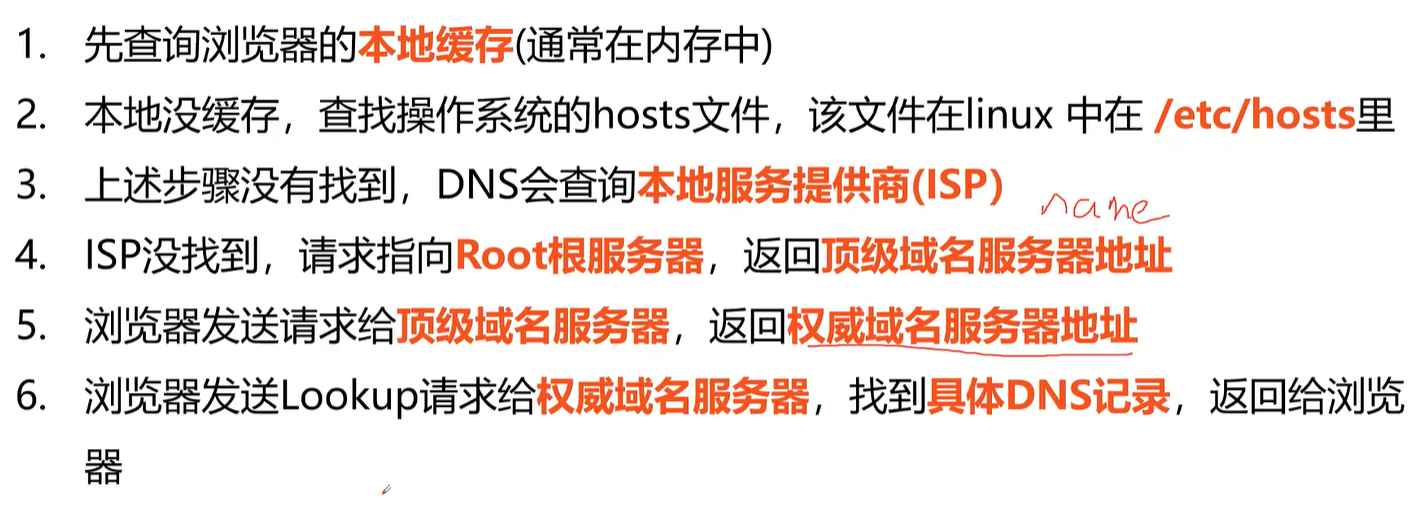 1. 先查询浏览器的本地缓存(通常在内存中)
2. 本地没缓存，查找操作系统的hosts文件，该文件在linux 中在 /etc/hosts里
3. 上述步骤没有找到，DNS会查询本地服务提供商(ISP)
name
4. ISP没找到，请求指向Root根服务器，返回顶级域名服务器地址
5. 浏览器发送请求给顶级域名服务器，返回权威域名服务器地址
6. 浏览器发送Lookup请求给权威域名服务器，找到具体DNS记录，返回给浏览
器